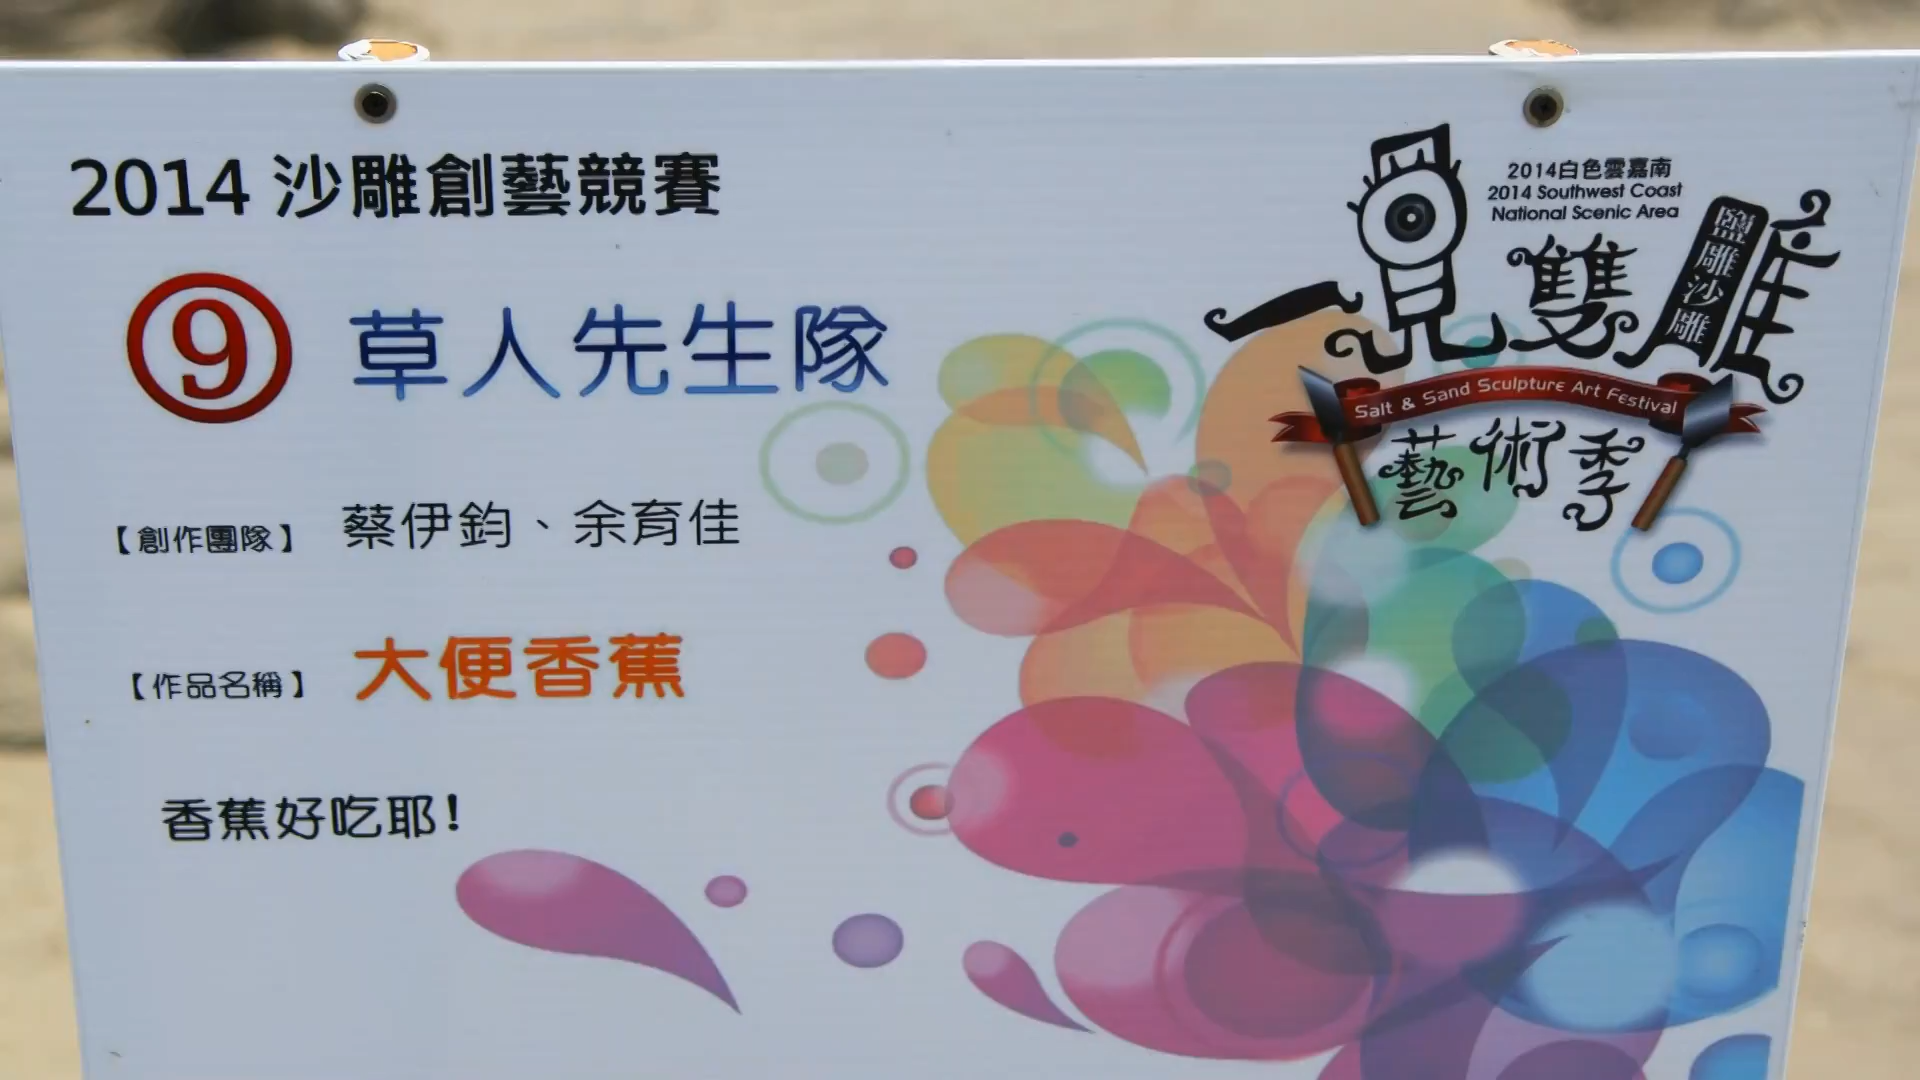 2014 沙雕創藝競賽
9 草人先生隊
【創作團隊】 蔡伊鈞、余育佳
【作品名稱】 大便香蕉
香蕉好吃耶!
2014白色雲嘉南
2014 Southwest Coast
National Scenic Area
一見雙雕
鹽雕沙雕
Salt & Sand Sculpture Art Festival
藝術季